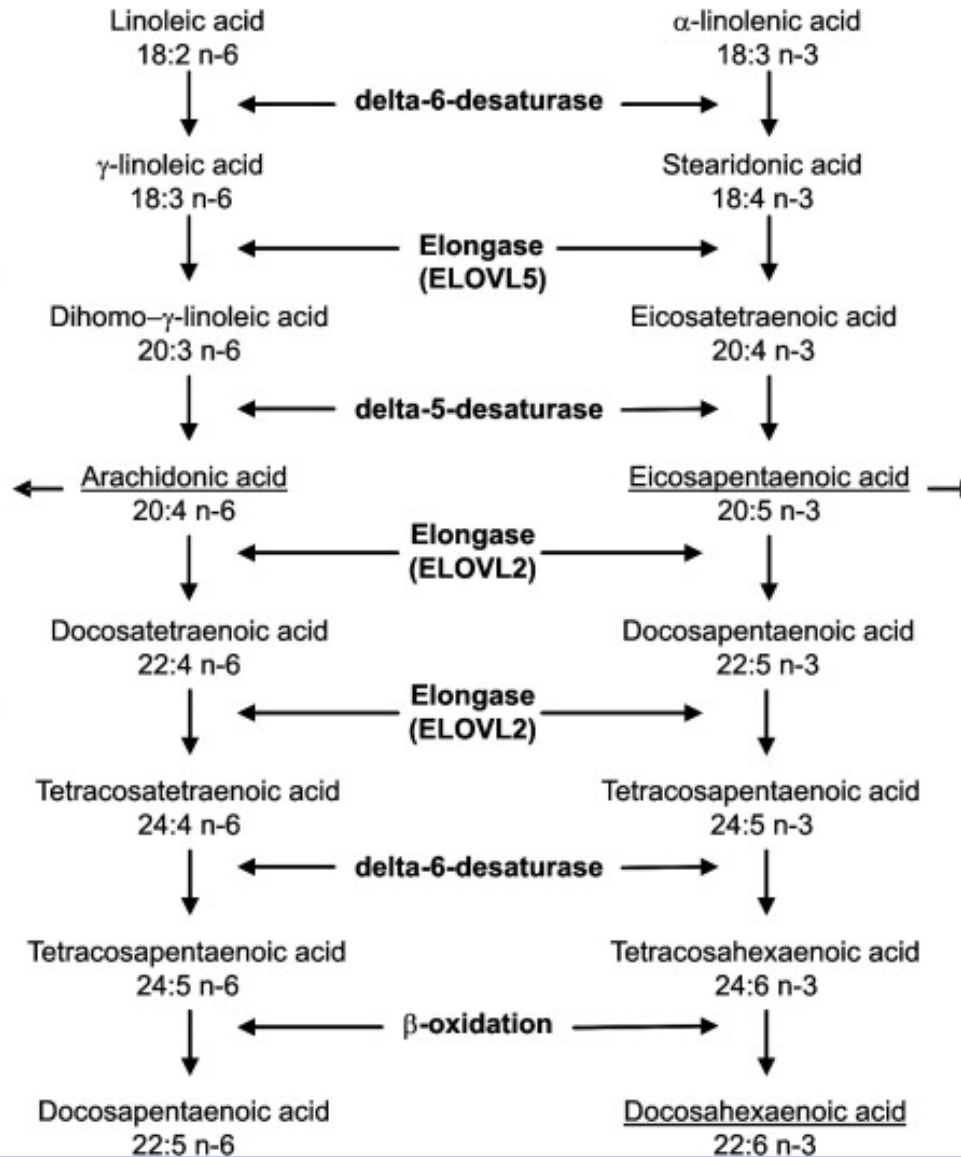 Linoleic acid
α-linolenic acid
18:2 n-6
18:3 n-3
delta-6-desaturase
γ-linoleic acid
Stearidonic acid
18:3 n-6
18:4 n-3
Elongase
(ELOVL5)
Dihomo–γ-linoleic acid
Eicosatetraenoic acid
20:3 n-6
20:4 n-3
delta-5-desaturase
Arachidonic acid
Eicosapentaenoic acid
20:4 n-6
20:5 n-3
Elongase
(ELOVL2)
Docosatetraenoic acid
Docosapentaenoic acid
22:4 n-6
22:5 n-3
Elongase
(ELOVL2)
Tetracosatetraenoic acid
Tetracosapentaenoic acid
24:4 n-6
24:5 n-3
delta-6-desaturase
Tetracosapentaenoic acid
Tetracosahexaenoic acid
24:5 n-6
24:6 n-3
β-oxidation
Docosapentaenoic acid
Docosahexaenoic acid
22:5 n-6
22:6 n-3